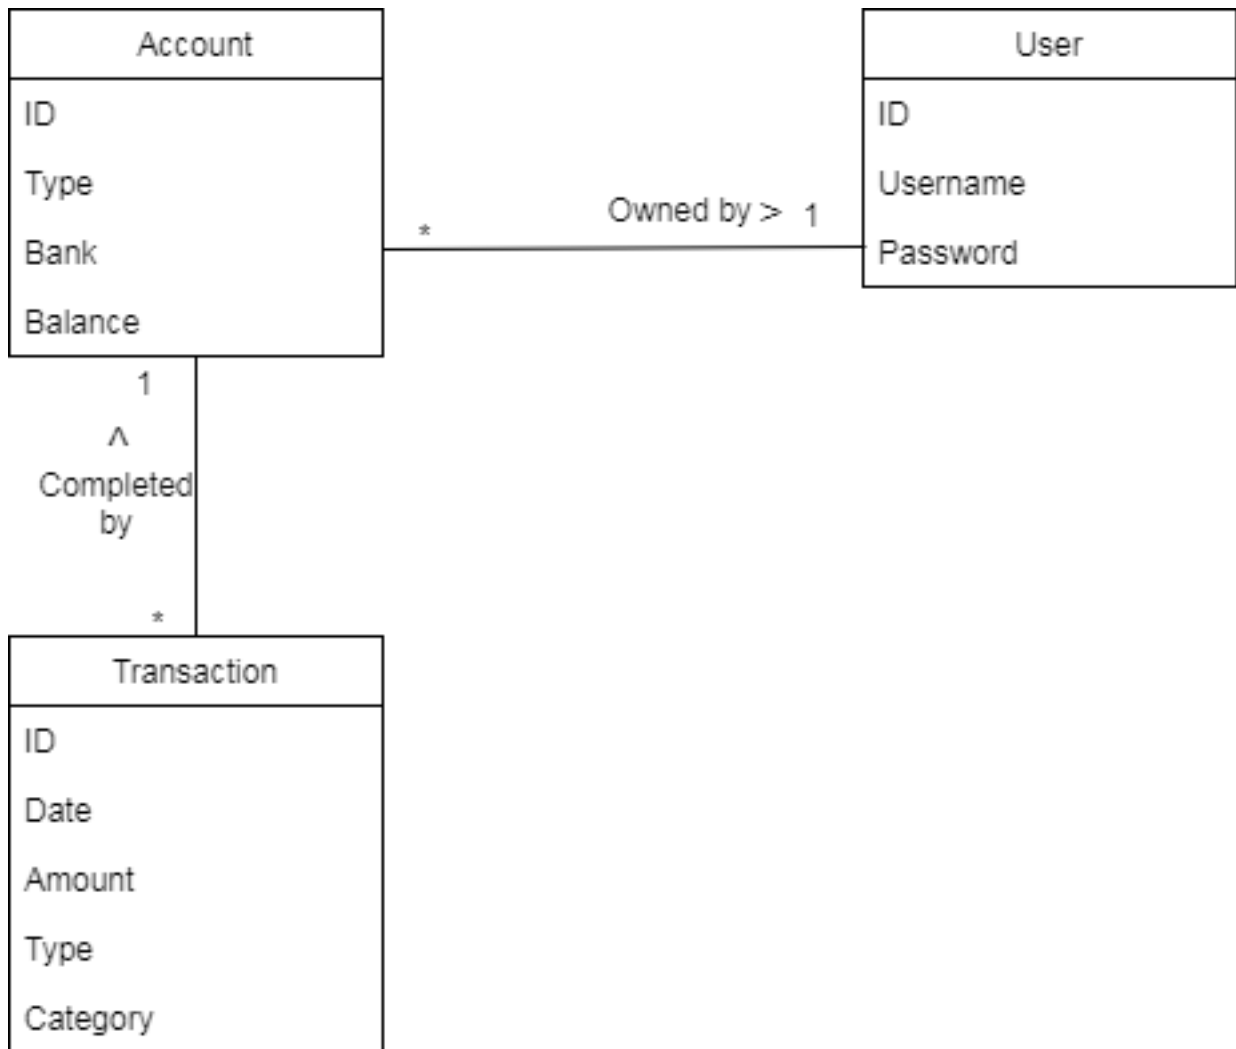 Account
ID
Type
Bank
Balance
User
ID
Username
Password
* Owned by > 1
1
^
Completed
by
*
Transaction
ID
Date
Amount
Type
Category